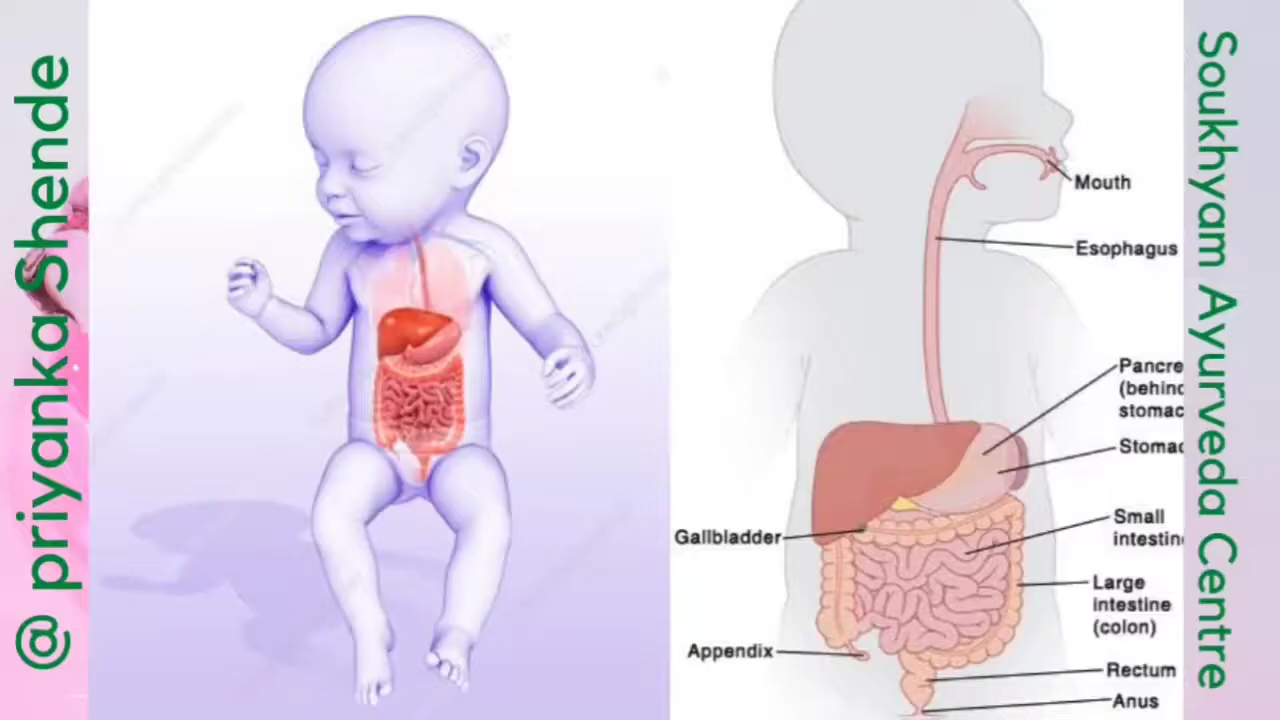 @ priyanka Shende
Mouth
Esophagus
Pancre
(behind
stomac
Stomac
Gallbladder
Small
intestin
Large
intestine
(colon)
Appendix
Rectum
Anus
Soukhyam Ayurveda Centre